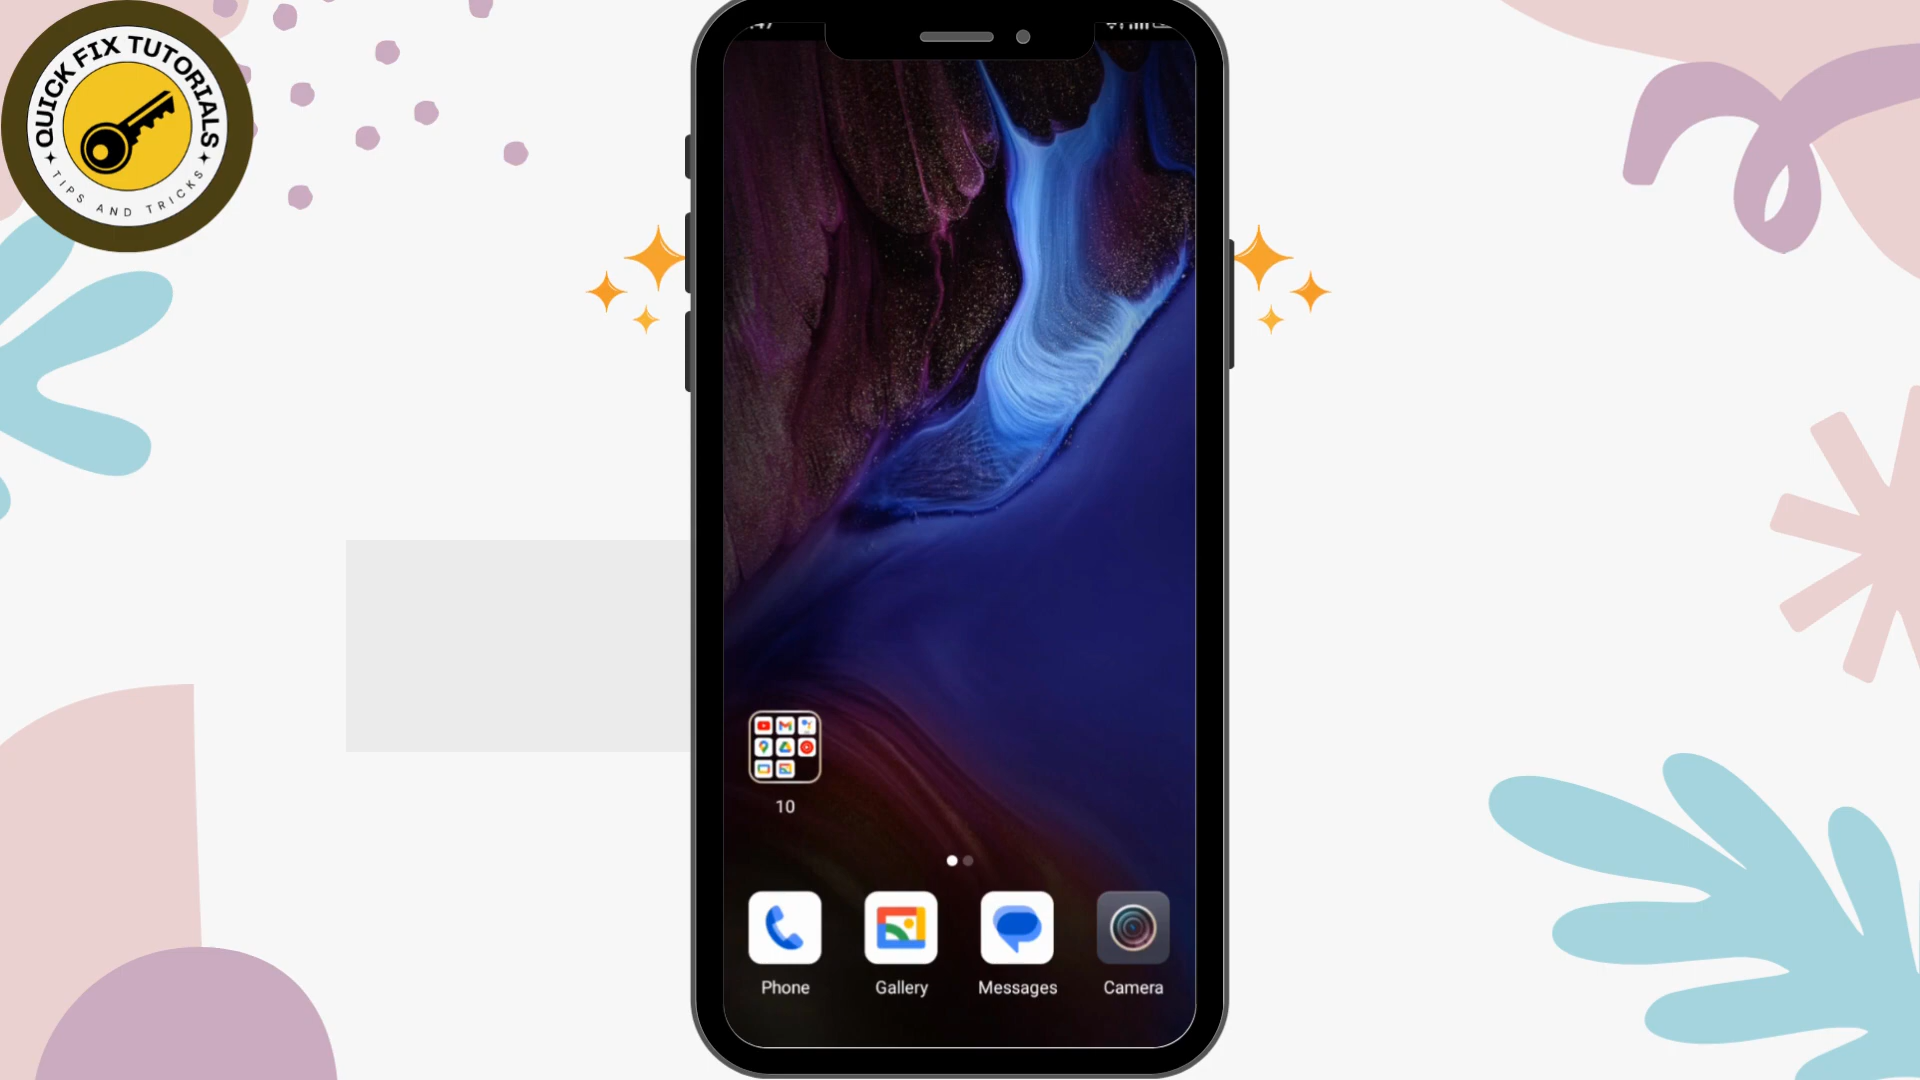 QUICK FIX TUTORIALS
TIPS AND TRICKS
10
Phone
Gallery
Messages
Camera